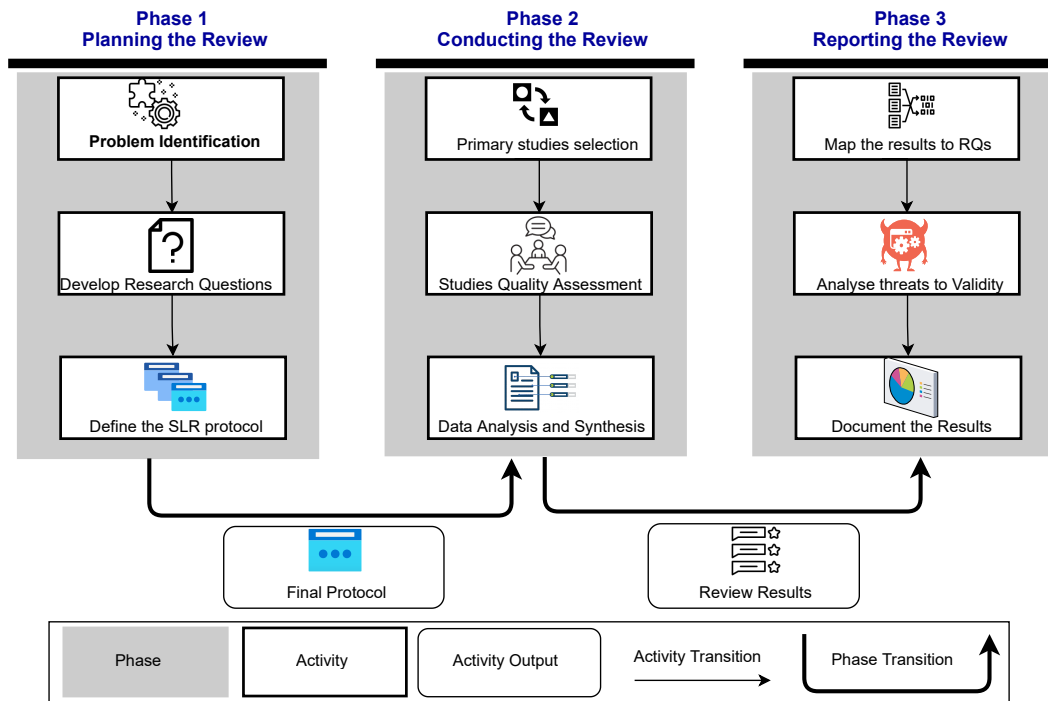 Phase 1
Planning the Review
Phase 2
Conducting the Review
Phase 3
Reporting the Review
Problem Identification
Primary studies selection
Map the results to RQs
Develop Research Questions
Studies Quality Assessment
Analyse threats to Validity
Define the SLR protocol
Data Analysis and Synthesis
Document the Results
Final Protocol
Review Results
Phase
Activity
Activity Output
Activity Transition
Phase Transition